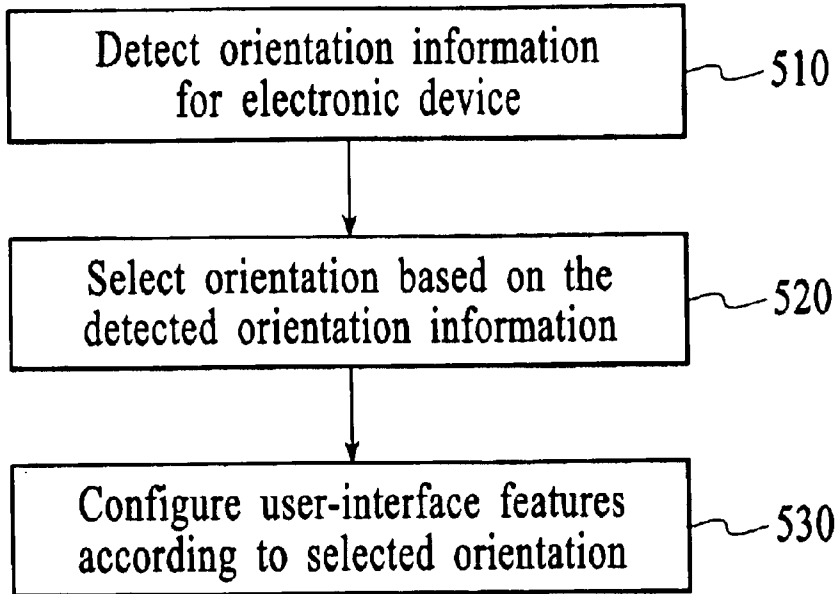 Detect orientation information
for electronic device
510
Select orientation based on the
detected orientation information
520
Configure user-interface features
according to selected orientation
530